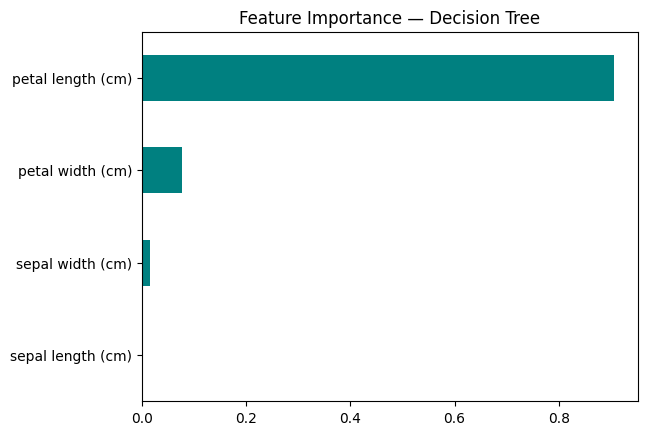 Feature Importance — Decision Tree
petal length (cm)
petal width (cm)
sepal width (cm)
sepal length (cm)
0.0 0.2 0.4 0.6 0.8